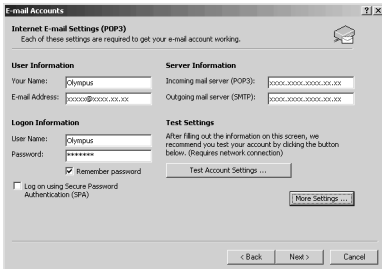 E-mail Accounts
Internet E-mail Settings (POP3)
Each of these settings are required to get your e-mail account working.
User Information
Your Name: Olympus
E-mail Address: xxxxx@xxxx.xx.xx
Server Information
Incoming mail server (POP3): xxxx.xxxx.xxxx.xx.xx
Outgoing mail server (SMTP): xxxx.xxxx.xxxx.xx.xx
Logon Information
User Name: Olympus
Password: *******
Remember password
Log on using Secure Password
Authentication (SPA)
Test Settings
After filling out the information on this screen, we
recommend you test your account by clicking the button
below. (Requires network connection)
Test Account Settings ...
More Settings ...
< Back
Next >
Cancel